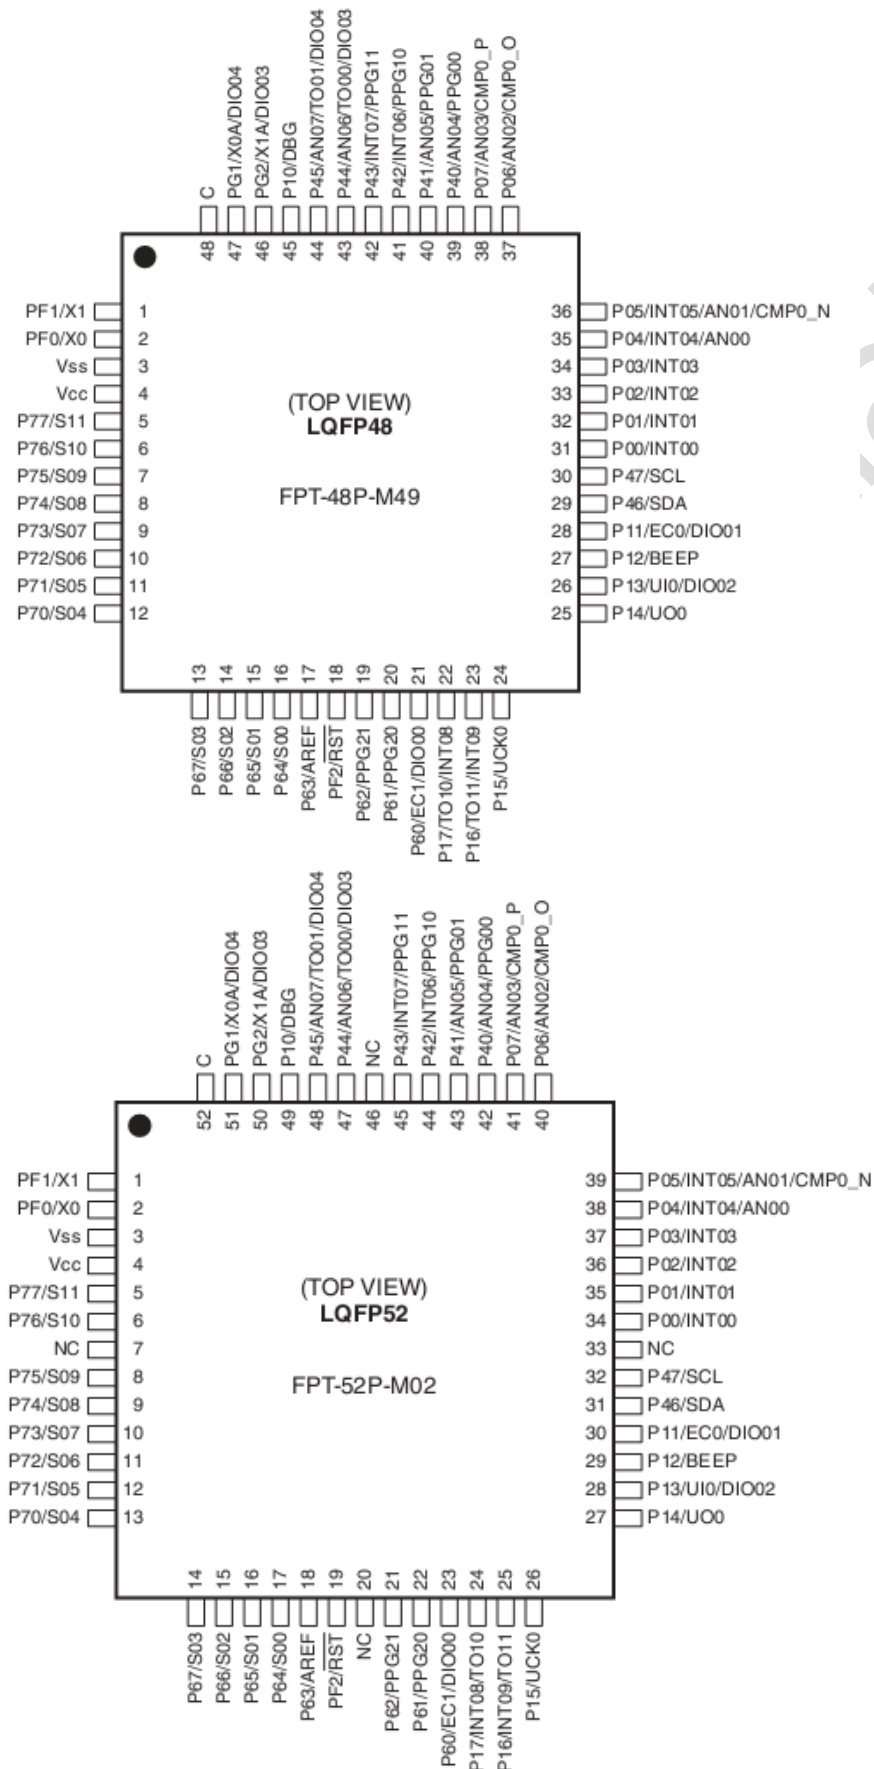 C
PG1/X0A/DIO04
PG2/X1A/DIO03
P10/DBG
P45/AN07/TO01/DIO04
P44/AN06/TO00/DIO03
P43/INT07/PPG11
P42/INT06/PPG10
P41/AN05/PPG01
P40/AN04/PPG00
P07/AN03/CMP0_P
P06/AN02/CMP0_O
48 47 46 45 44 43 42 41 40 39 38 37
PF1/X1 1
PF0/X0 2
Vss 3
Vcc 4
P77/S11 5
P76/S10 6
P75/S09 7
P74/S08 8
P73/S07 9
P72/S06 10
P71/S05 11
P70/S04 12
(TOP VIEW)
LQFP48
FPT-48P-M49
36 P05/INT05/AN01/CMP0_N
35 P04/INT04/AN00
34 P03/INT03
33 P02/INT02
32 P01/INT01
31 P00/INT00
30 P47/SCL
29 P46/SDA
28 P11/EC0/DIO01
27 P12/BEEP
26 P13/UI0/DIO02
25 P14/UO0
13 14 15 16 17 18 19 20 21 22 23 24
P67/S03
P66/S02
P65/S01
P64/S00
P63/AREF
PF2/RST
P62/PPG21
P61/PPG20
P60/EC1/DIO00
P17/TO10/INT08
P16/TO11/INT09
P15/UCK0
C
PG1/X0A/DIO04
PG2/X1A/DIO03
P10/DBG
P45/AN07/TO01/DIO04
P44/AN06/TO00/DIO03
NC
P43/INT07/PPG11
P42/INT06/PPG10
P41/AN05/PPG01
P40/AN04/PPG00
P07/AN03/CMP0_P
P06/AN02/CMP0_O
52 51 50 49 48 47 46 45 44 43 42 41 40
PF1/X1 1
PF0/X0 2
Vss 3
Vcc 4
P77/S11 5
P76/S10 6
NC 7
P75/S09 8
P74/S08 9
P73/S07 10
P72/S06 11
P71/S05 12
P70/S04 13
(TOP VIEW)
LQFP52
FPT-52P-M02
39 P05/INT05/AN01/CMP0_N
38 P04/INT04/AN00
37 P03/INT03
36 P02/INT02
35 P01/INT01
34 P00/INT00
33 NC
32 P47/SCL
31 P46/SDA
30 P11/EC0/DIO01
29 P12/BEEP
28 P13/UI0/DIO02
27 P14/UO0
14 15 16 17 18 19 20 21 22 23 24 25 26
P67/S03
P66/S02
P65/S01
P64/S00
P63/AREF
PF2/RST
NC
P62/PPG21
P61/PPG20
P60/EC1/DIO00
P17/INT08/TO10
P16/INT09/TO11
P15/UCK0